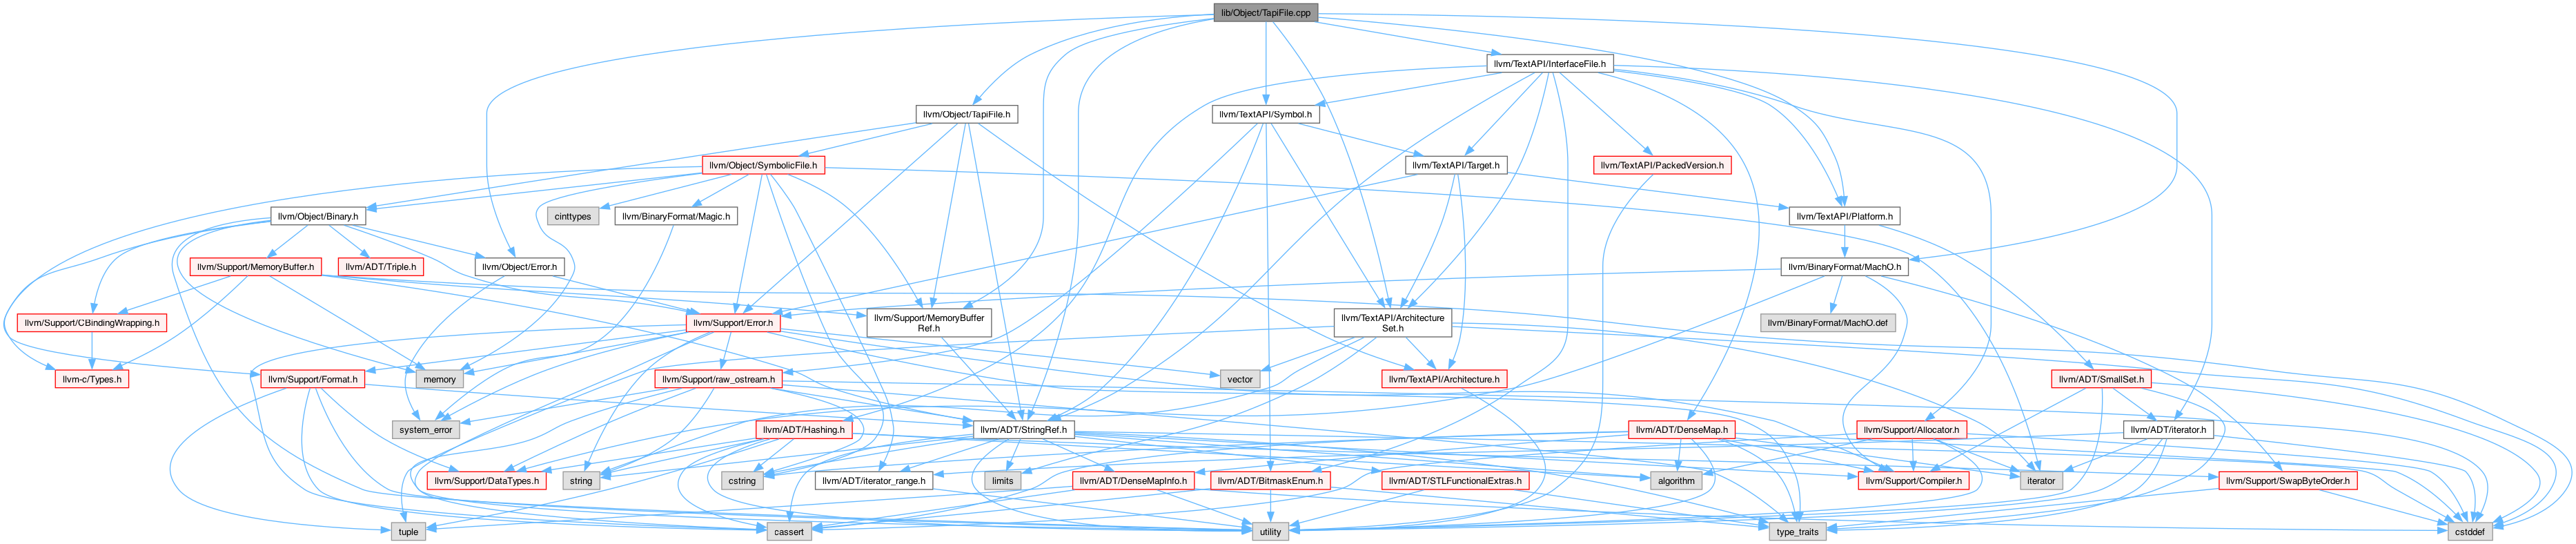 lib/Object/TapiFile.cpp
llvm/TextAPI/InterfaceFile.h
llvm/Object/TapiFile.h
llvm/TextAPI/Symbol.h
llvm/Object/SymbolicFile.h
llvm/TextAPI/Target.h
llvm/TextAPI/PackedVersion.h
llvm/Object/Binary.h
cinttypes
llvm/BinaryFormat/Magic.h
llvm/TextAPI/Platform.h
llvm/Support/MemoryBuffer.h
llvm/ADT/Triple.h
llvm/Object/Error.h
llvm/BinaryFormat/MachO.h
llvm/Support/CBindingWrapping.h
llvm/Support/Error.h
llvm/Support/MemoryBuffer
Ref.h
llvm/TextAPI/Architecture
Set.h
llvm/BinaryFormat/MachO.def
llvm-c/Types.h
llvm/Support/Format.h
memory
llvm/Support/raw_ostream.h
vector
llvm/TextAPI/Architecture.h
llvm/ADT/SmallSet.h
system_error
llvm/ADT/Hashing.h
llvm/ADT/StringRef.h
llvm/ADT/DenseMap.h
llvm/Support/Allocator.h
llvm/ADT/iterator.h
llvm/Support/DataTypes.h
string
cstring
llvm/ADT/iterator_range.h
limits
llvm/ADT/DenseMapInfo.h
llvm/ADT/BitmaskEnum.h
llvm/ADT/STLFunctionalExtras.h
algorithm
llvm/Support/Compiler.h
iterator
llvm/Support/SwapByteOrder.h
tuple
cassert
utility
type_traits
cstddef